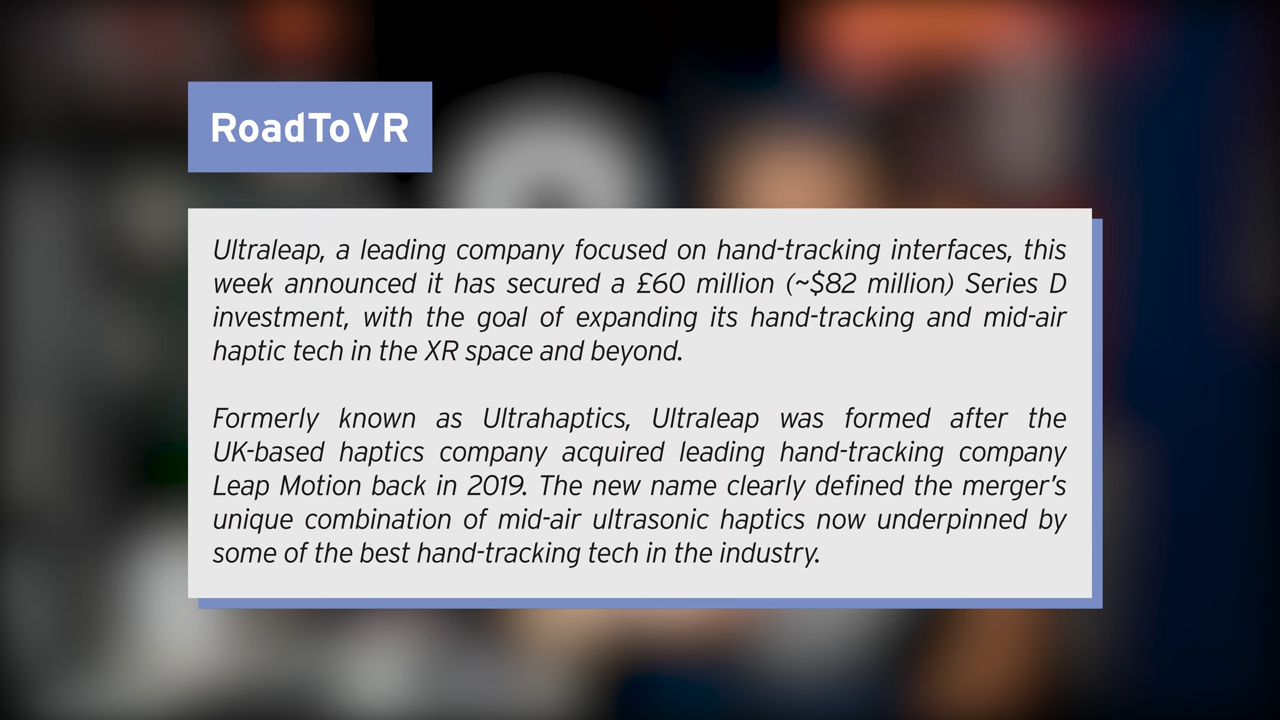 RoadToVR
Ultraleap, a leading company focused on hand-tracking interfaces, this
week announced it has secured a £60 million (~$82 million) Series D
investment, with the goal of expanding its hand-tracking and mid-air
haptic tech in the XR space and beyond.
Formerly known as Ultrahaptics, Ultraleap was formed after the
UK-based haptics company acquired leading hand-tracking company
Leap Motion back in 2019. The new name clearly defined the merger's
unique combination of mid-air ultrasonic haptics now underpinned by
some of the best hand-tracking tech in the industry.